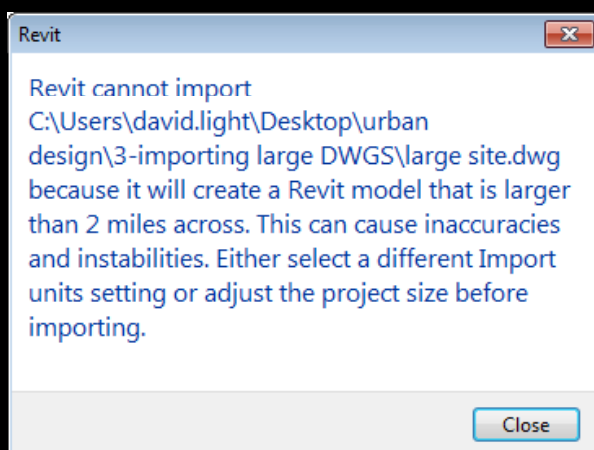 Revit
Revit cannot import
C:\Users\david.light\Desktop\urban
design\3-importing large DWGS\large site.dwg
because it will create a Revit model that is larger
than 2 miles across. This can cause inaccuracies
and instabilities. Either select a different Import
units setting or adjust the project size before
importing.
Close